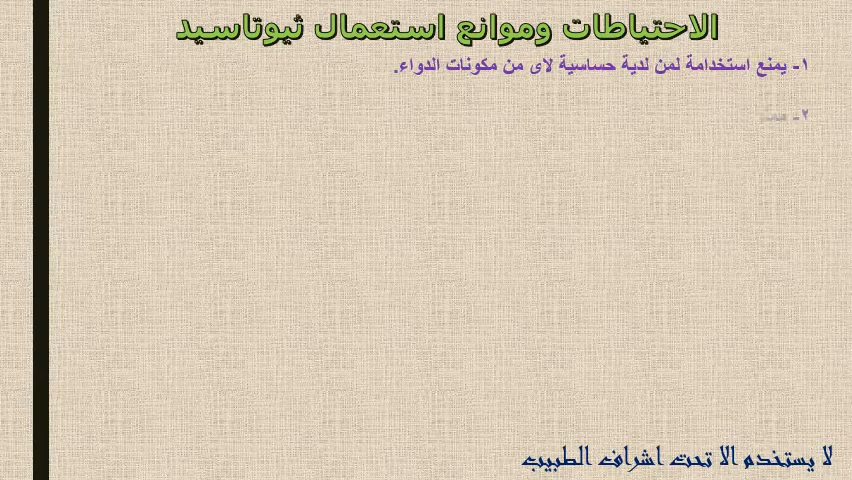 الاحتياطات وموانع استعمال ثيوتاسيد
١- يمنع استخدامة لمن لدية حساسية لاى من مكونات الدواء.
٢-
لا يستخدم الا تحت اشراف الطبيب